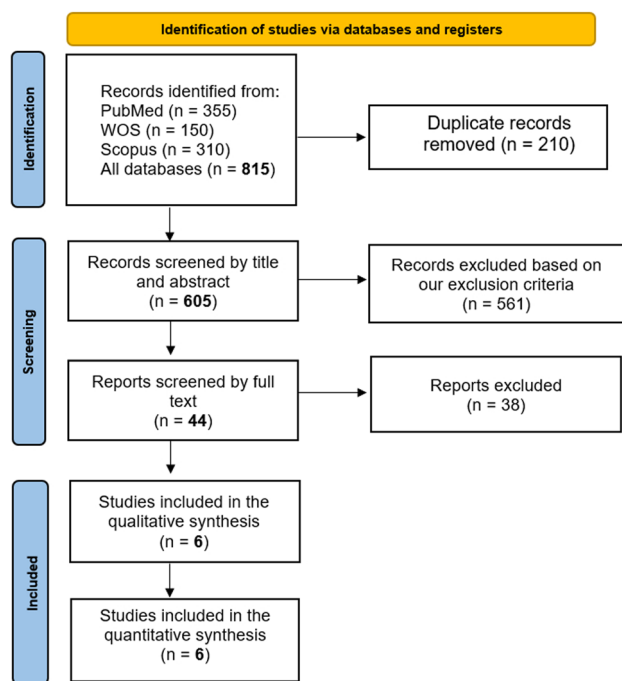 Identification of studies via databases and registers
Identification
Records identified from:
PubMed (n = 355)
WOS (n = 150)
Scopus (n = 310)
All databases (n = 815)
Duplicate records
removed (n = 210)
Screening
Records screened by title
and abstract
(n = 605)
Records excluded based on
our exclusion criteria
(n = 561)
Reports screened by full
text
(n = 44)
Reports excluded
(n = 38)
Included
Studies included in the
qualitative synthesis
(n = 6)
Studies included in the
quantitative synthesis
(n = 6)